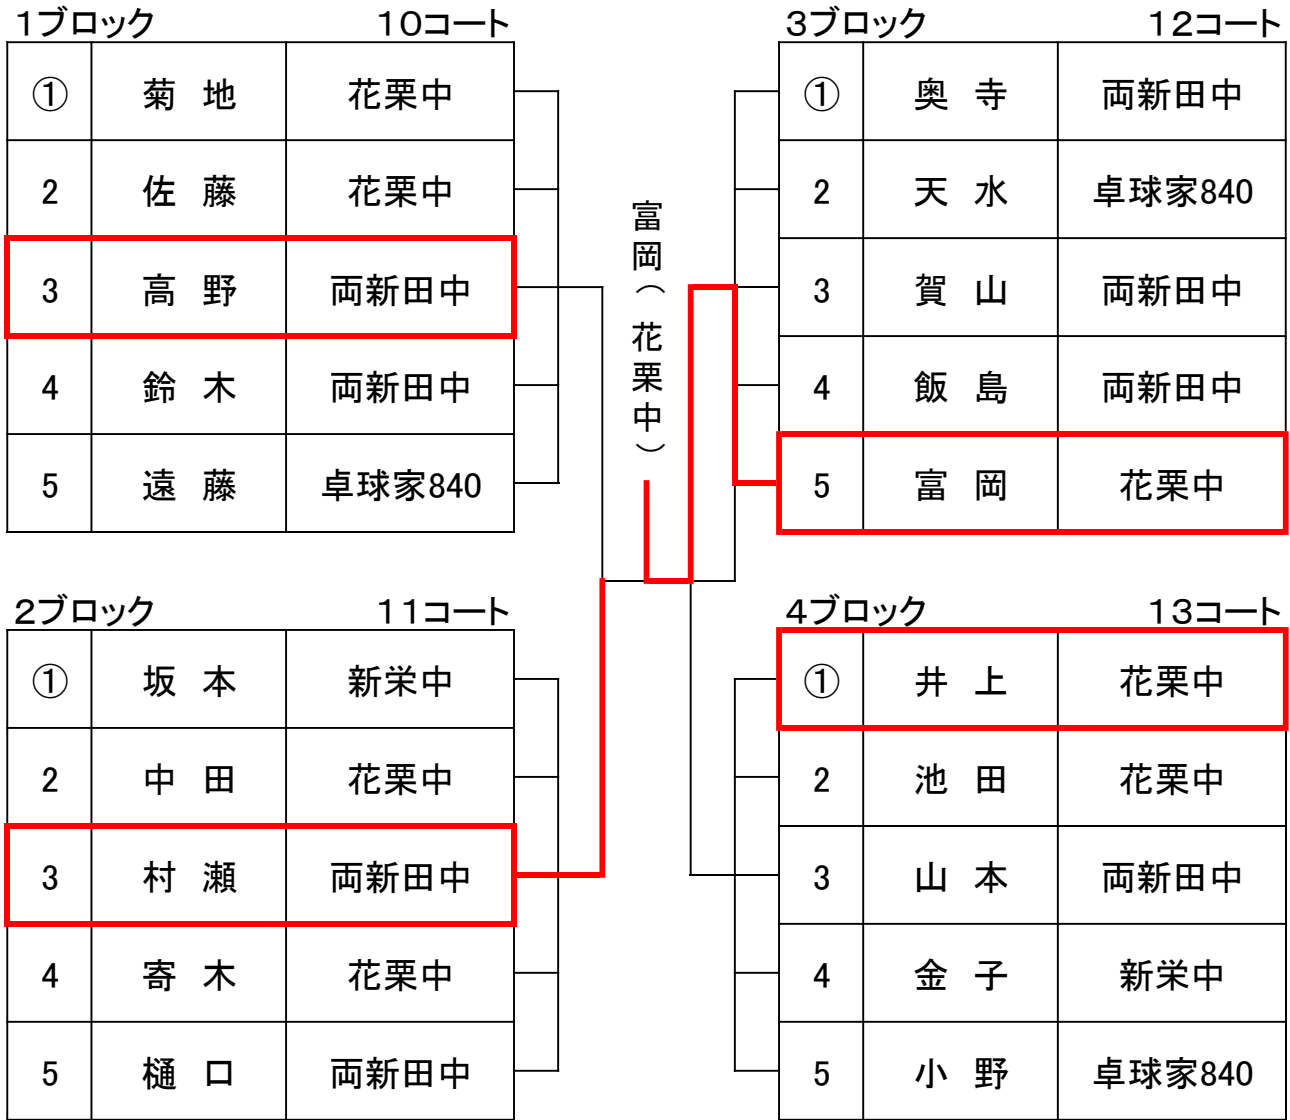 1ブロック 10コート
① 菊 地 花栗中
2 佐 藤 花栗中
3 高 野 両新田中
4 鈴 木 両新田中
5 遠 藤 卓球家840
2ブロック 11コート
① 坂 本 新栄中
2 中 田 花栗中
3 村 瀬 両新田中
4 寄 木 花栗中
5 樋 口 両新田中
富岡(花栗中)
3ブロック 12コート
① 奥 寺 両新田中
2 天 水 卓球家840
3 賀 山 両新田中
4 飯 島 両新田中
5 富 岡 花栗中
4ブロック 13コート
① 井 上 花栗中
2 池 田 花栗中
3 山 本 両新田中
4 金 子 新栄中
5 小 野 卓球家840